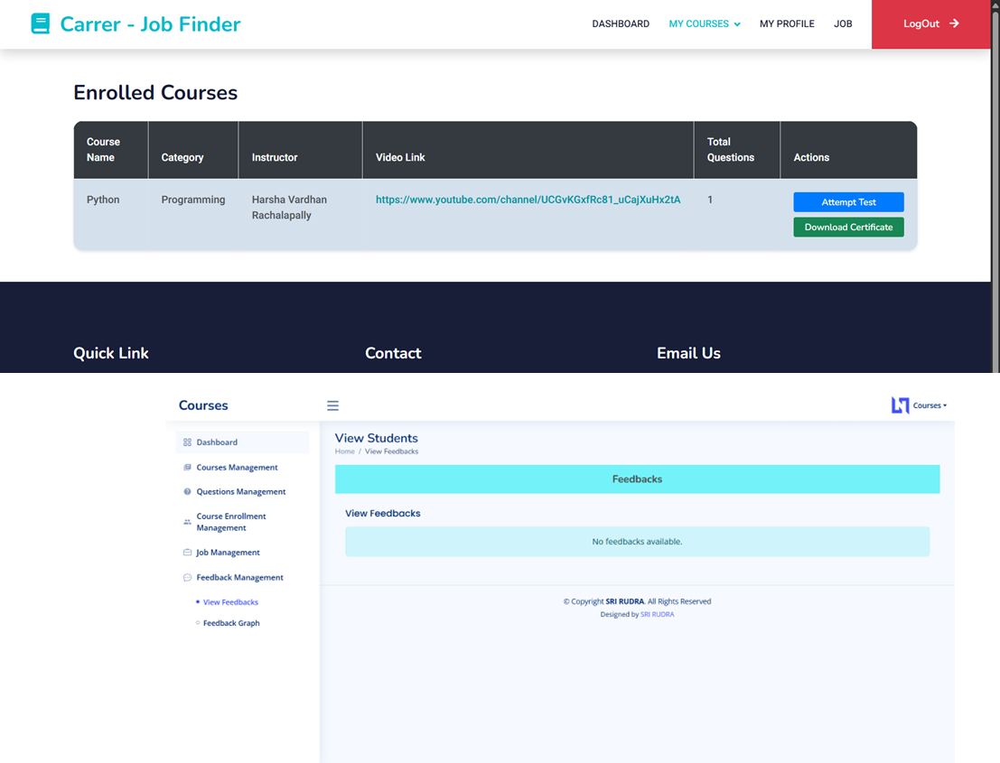 Carrer - Job Finder
DASHBOARD
MY COURSES
MY PROFILE
JOB
LogOut
Enrolled Courses
Course Name
Category
Instructor
Video Link
Total Questions
Actions
Python
Programming
Harsha Vardhan
Rachalapally
https://www.youtube.com/channel/UCGvKGxfRc81_uCajXuHx2tA
1
Attempt Test
Download Certificate
Quick Link
Contact
Email Us
Courses
Courses
Dashboard
Courses Management
Questions Management
Course Enrollment
Management
Job Management
Feedback Management
View Feedbacks
Feedback Graph
View Students
Home / View Feedbacks
Feedbacks
View Feedbacks
No feedbacks available.
© Copyright SRI RUDRA. All Rights Reserved
Designed by SRI RUDRA